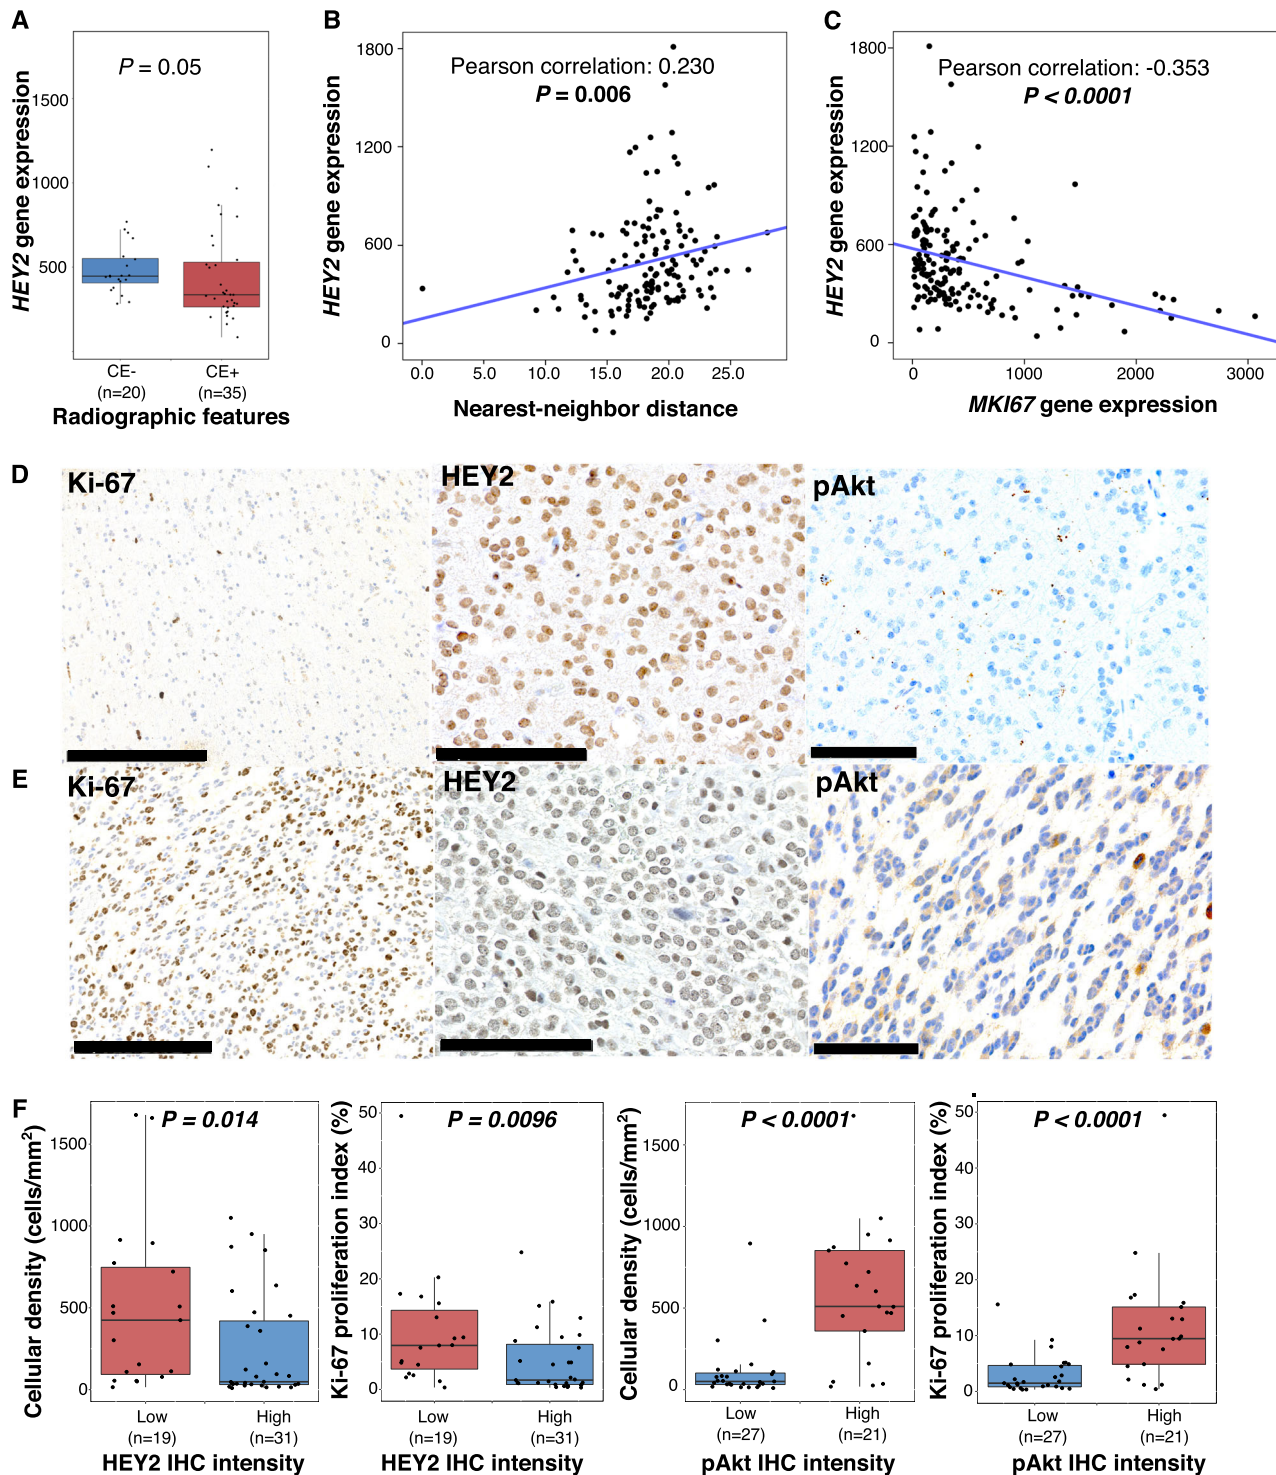 A
P = 0.05
HEY2 gene expression
1500
1000
500
CE-
(n=20)
CE+
(n=35)
Radiographic features
B
Pearson correlation: 0.230
P = 0.006
HEY2 gene expression
1800
1200
600
0
0.0
5.0
10.0
15.0
20.0
25.0
Nearest-neighbor distance
C
Pearson correlation: -0.353
P < 0.0001
HEY2 gene expression
1800
1200
600
0
0
1000
2000
3000
MKI67 gene expression
D
Ki-67
HEY2
pAkt
E
Ki-67
HEY2
pAkt
F
P = 0.014
Cellular density (cells/mm²)
1500
1000
500
0
Low
(n=19)
High
(n=31)
HEY2 IHC intensity
P = 0.0096
Ki-67 proliferation index (%)
50
40
30
20
10
0
Low
(n=19)
High
(n=31)
HEY2 IHC intensity
P < 0.0001
Cellular density (cells/mm²)
1500
1000
500
0
Low
(n=27)
High
(n=21)
pAkt IHC intensity
P < 0.0001
Ki-67 proliferation index (%)
50
40
30
20
10
0
Low
(n=27)
High
(n=21)
pAkt IHC intensity